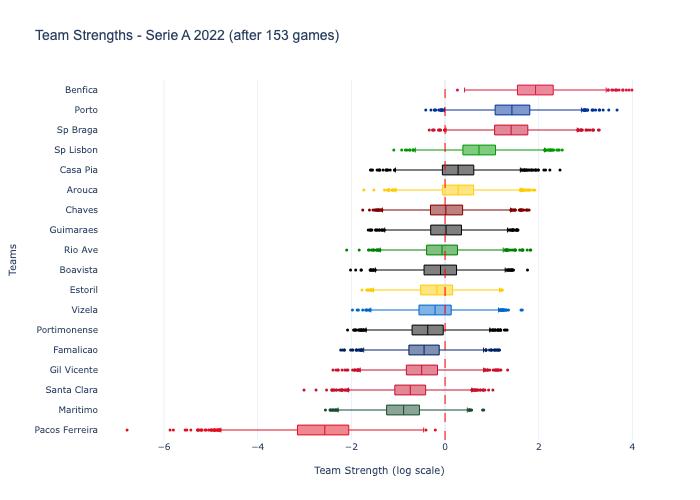 Team Strengths - Serie A 2022 (after 153 games)
Benfica
Porto
Sp Braga
Sp Lisbon
Casa Pia
Arouca
Chaves
Guimaraes
Rio Ave
Boavista
Estoril
Vizela
Portimonense
Famalicao
Gil Vicente
Santa Clara
Maritimo
Pacos Ferreira
Teams
−6 −4 −2 0 2 4
Team Strength (log scale)